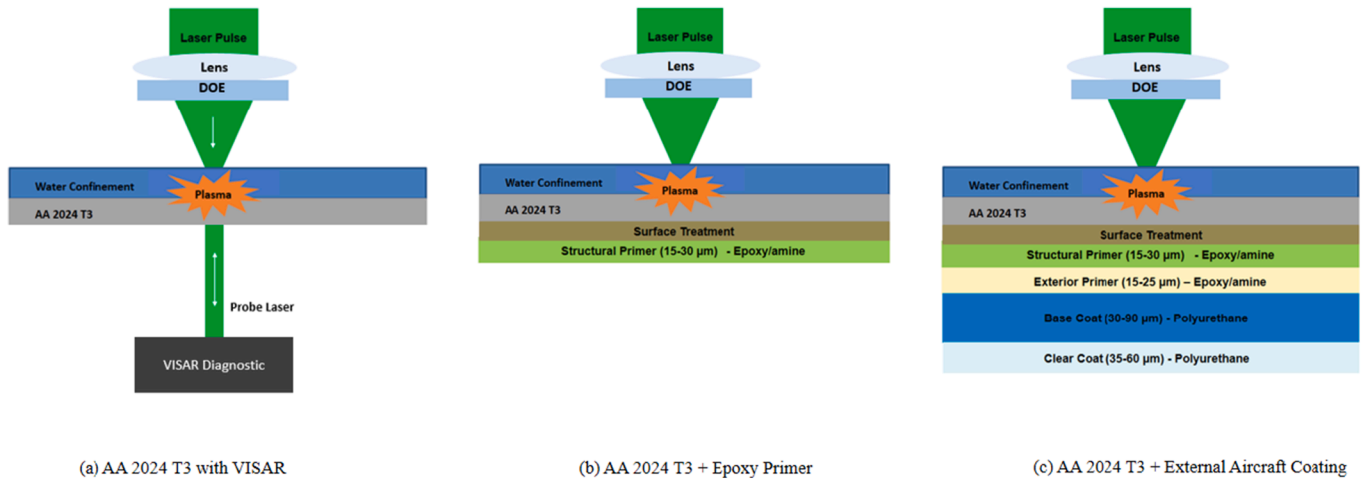 Laser Pulse
Lens
DOE
Water Confinement
Plasma
AA 2024 T3
Probe Laser
VISAR Diagnostic
(a) AA 2024 T3 with VISAR
Laser Pulse
Lens
DOE
Water Confinement
Plasma
AA 2024 T3
Surface Treatment
Structural Primer (15-30 µm) - Epoxy/amine
(b) AA 2024 T3 + Epoxy Primer
Laser Pulse
Lens
DOE
Water Confinement
Plasma
AA 2024 T3
Surface Treatment
Structural Primer (15-30 µm) - Epoxy/amine
Exterior Primer (15-25 µm) – Epoxy/amine
Base Coat (30-90 µm) - Polyurethane
Clear Coat (35-60 µm) - Polyurethane
(c) AA 2024 T3 + External Aircraft Coating